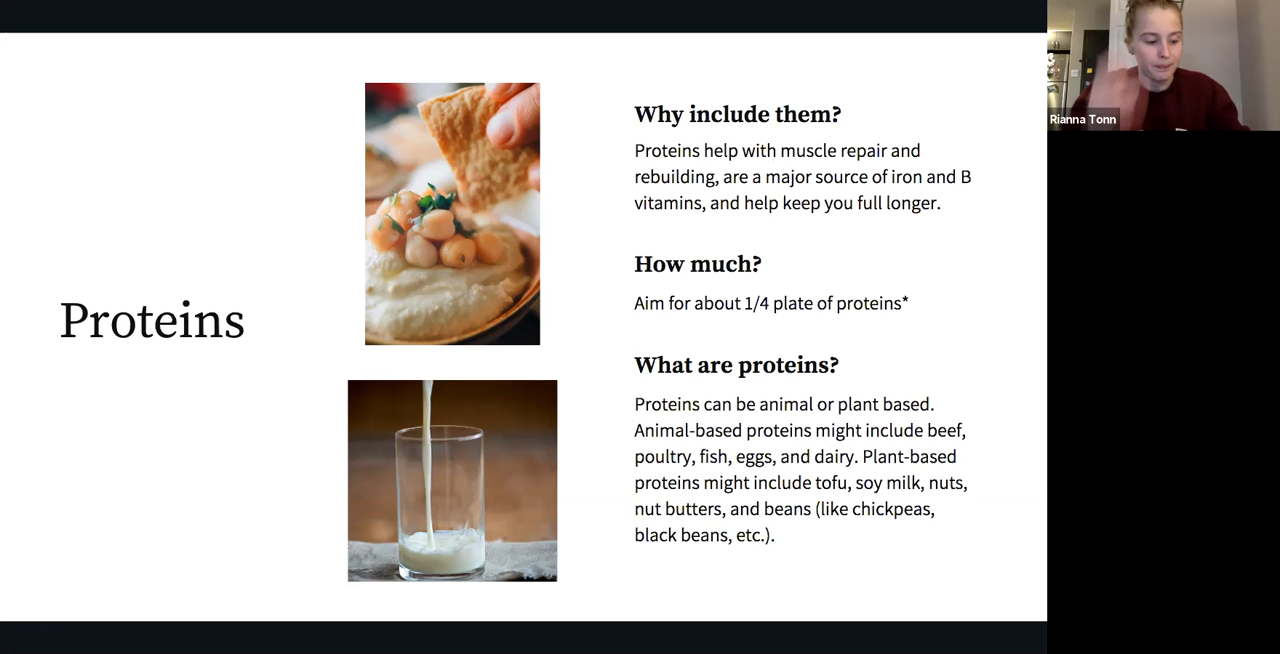 Proteins
Why include them?
Proteins help with muscle repair and
rebuilding, are a major source of iron and B
vitamins, and help keep you full longer.
How much?
Aim for about 1/4 plate of proteins*
What are proteins?
Proteins can be animal or plant based.
Animal-based proteins might include beef,
poultry, fish, eggs, and dairy. Plant-based
proteins might include tofu, soy milk, nuts,
nut butters, and beans (like chickpeas,
black beans, etc.).
Rianna Tonn